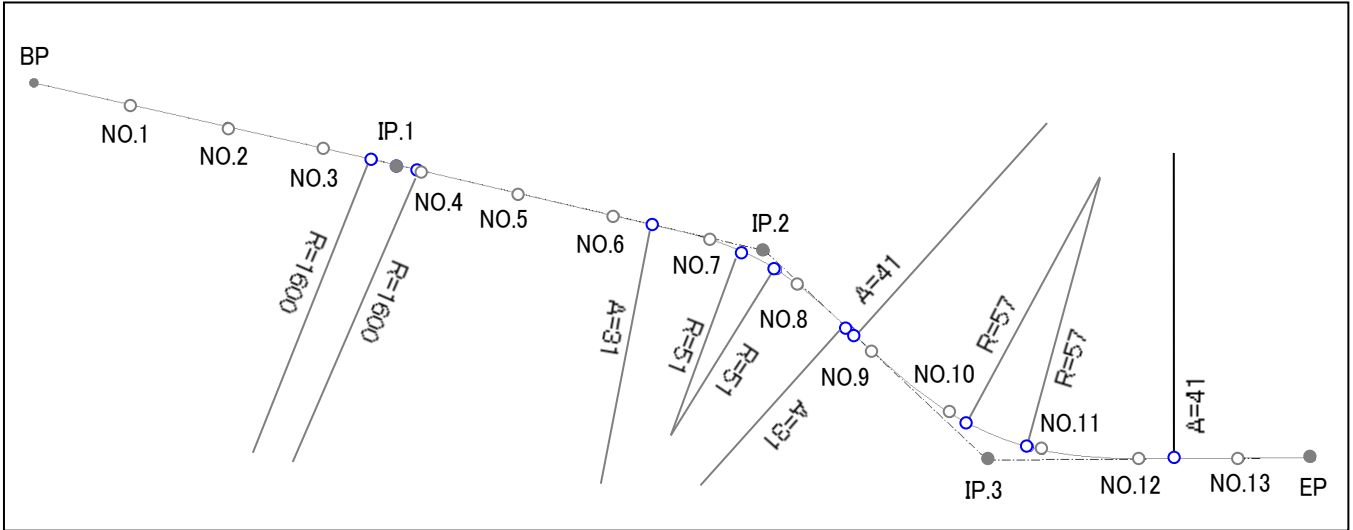 BP
NO.1
NO.2
NO.3
IP.1
NO.4
NO.5
NO.6
R=1600
R=1600
A=31
NO.7
IP.2
R=51
R=51
NO.8
A=41
A=31
NO.9
NO.10
R=57
R=57
NO.11
IP.3
NO.12
A=41
NO.13
EP